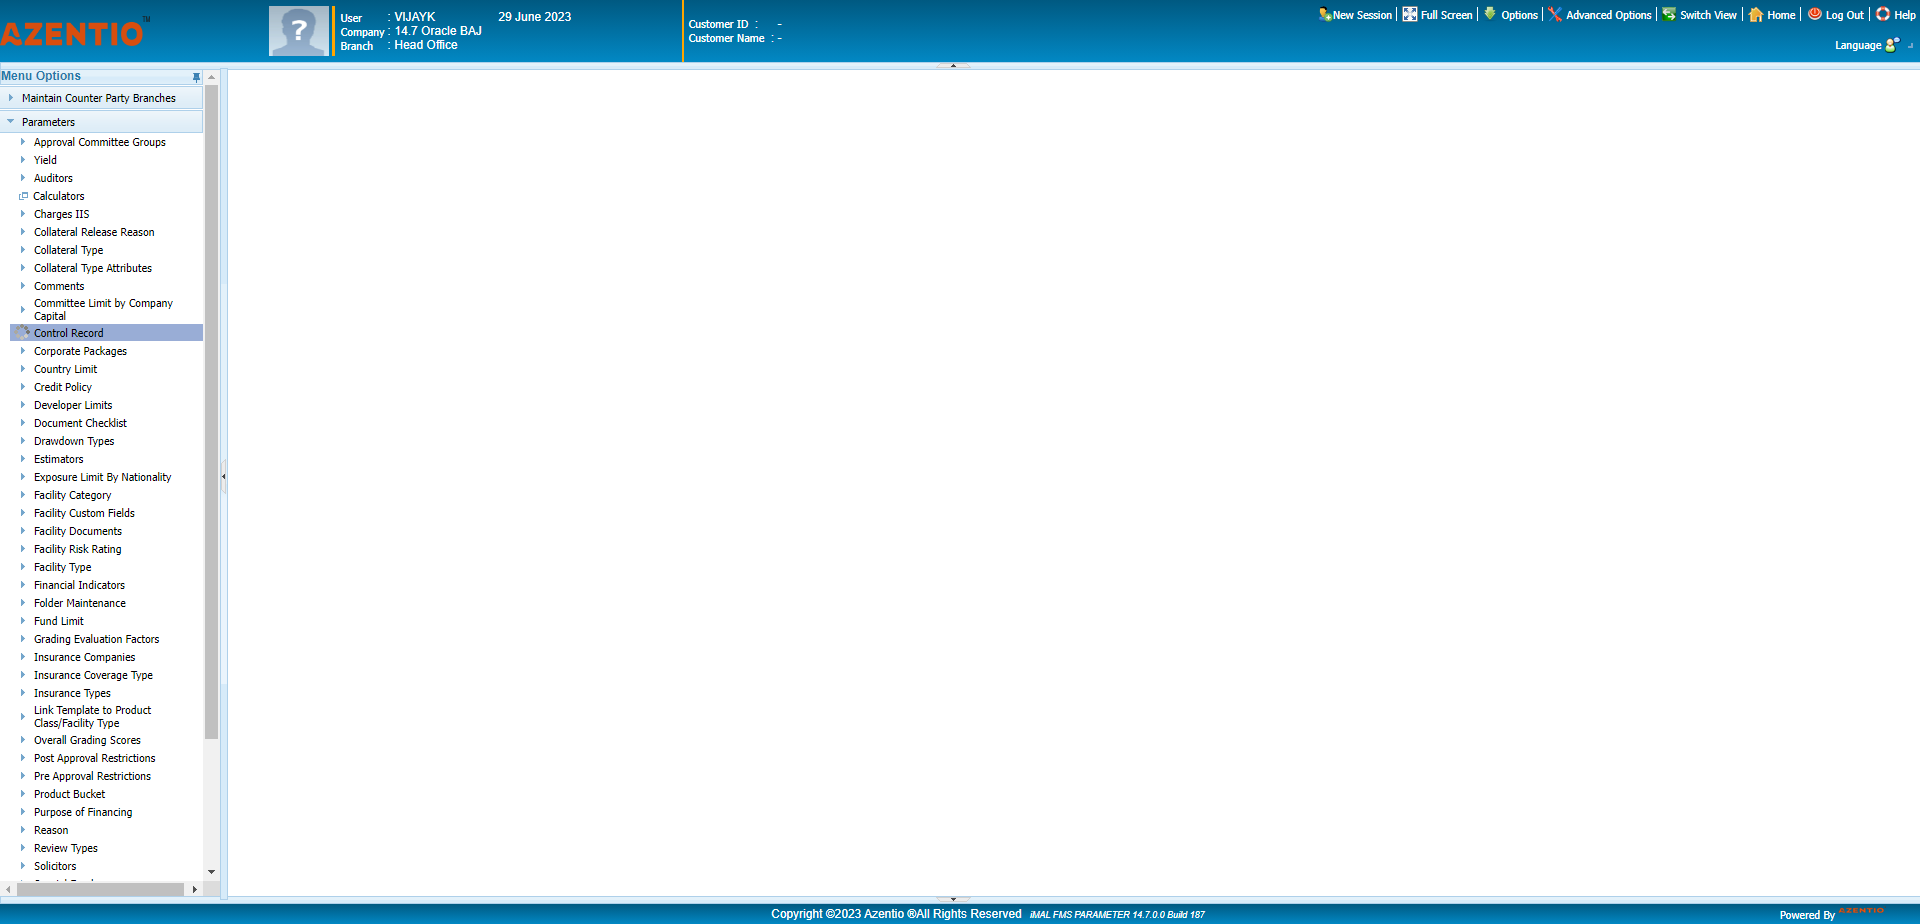 AZENTIO™
User : VIJAYK 29 June 2023
Company : 14.7 Oracle BAJ
Branch : Head Office
Customer ID : -
Customer Name : -
New Session Full Screen Options Advanced Options Switch View Home Log Out Help
Language
Menu Options
Maintain Counter Party Branches
Parameters
Approval Committee Groups
Yield
Auditors
Calculators
Charges IIS
Collateral Release Reason
Collateral Type
Collateral Type Attributes
Comments
Committee Limit by Company
Capital
Control Record
Corporate Packages
Country Limit
Credit Policy
Developer Limits
Document Checklist
Drawdown Types
Estimators
Exposure Limit By Nationality
Facility Category
Facility Custom Fields
Facility Documents
Facility Risk Rating
Facility Type
Financial Indicators
Folder Maintenance
Fund Limit
Grading Evaluation Factors
Insurance Companies
Insurance Coverage Type
Insurance Types
Link Template to Product
Class/Facility Type
Overall Grading Scores
Post Approval Restrictions
Pre Approval Restrictions
Product Bucket
Purpose of Financing
Reason
Review Types
Solicitors
Copyright ©2023 Azentio ®All Rights Reserved iMAL FMS PARAMETER 14.7.0.0 Build 187
Powered By AZENTIO